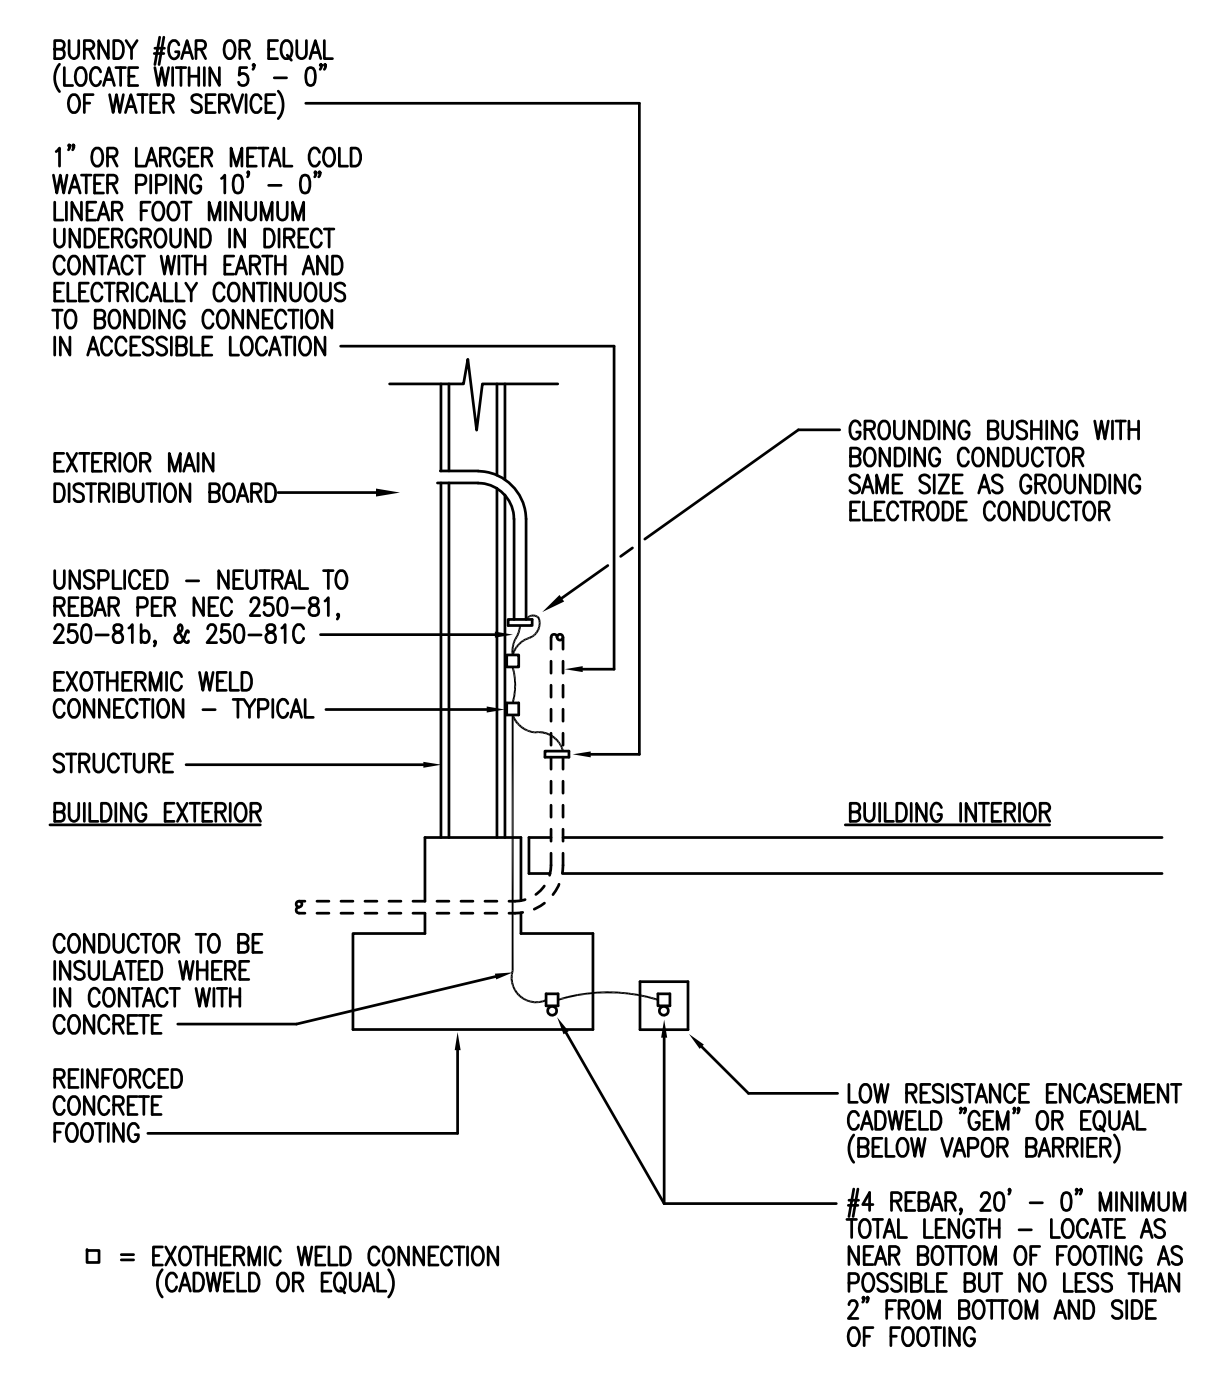 BURNDY #GAR OR EQUAL
(LOCATE WITHIN 5' - 0"
OF WATER SERVICE)
1" OR LARGER METAL COLD
WATER PIPING 10' - 0"
LINEAR FOOT MINUMUM
UNDERGROUND IN DIRECT
CONTACT WITH EARTH AND
ELECTRICALLY CONTINUOUS
TO BONDING CONNECTION
IN ACCESSIBLE LOCATION
EXTERIOR MAIN
DISTRIBUTION BOARD
UNSPLICED - NEUTRAL TO
REBAR PER NEC 250-81,
250-81b, & 250-81C
EXOTHERMIC WELD
CONNECTION - TYPICAL
STRUCTURE
BUILDING EXTERIOR
CONDUCTOR TO BE
INSULATED WHERE
IN CONTACT WITH
CONCRETE
REINFORCED
CONCRETE
FOOTING
= EXOTHERMIC WELD CONNECTION
(CADWELD OR EQUAL)
GROUNDING BUSHING WITH
BONDING CONDUCTOR
SAME SIZE AS GROUNDING
ELECTRODE CONDUCTOR
BUILDING INTERIOR
LOW RESISTANCE ENCASEMENT
CADWELD "GEM" OR EQUAL
(BELOW VAPOR BARRIER)
#4 REBAR, 20' - 0" MINIMUM
TOTAL LENGTH - LOCATE AS
NEAR BOTTOM OF FOOTING AS
POSSIBLE BUT NO LESS THAN
2" FROM BOTTOM AND SIDE
OF FOOTING